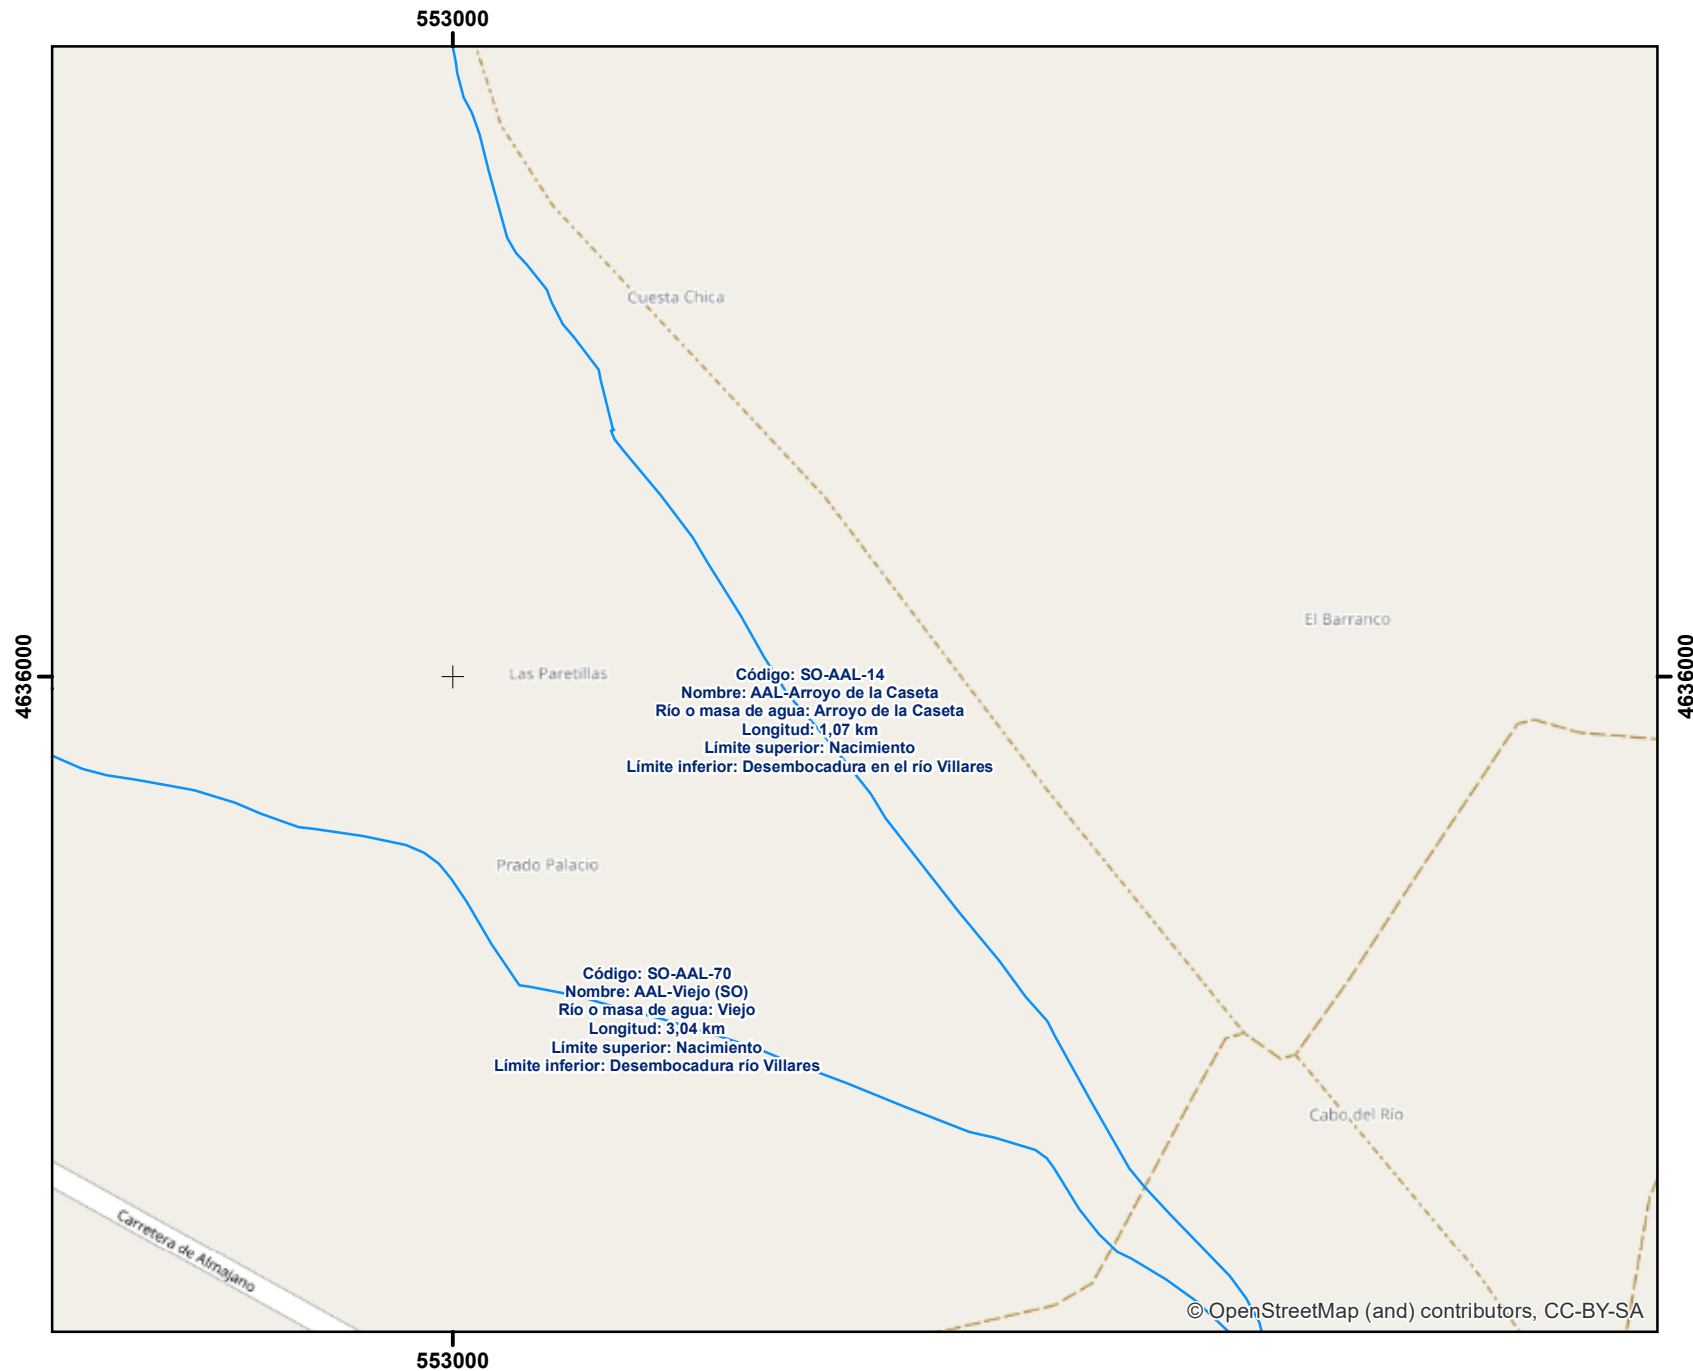 553000
Cuesta Chica
El Barranco
4636000
4636000
Las Paretillas
Código: SO-AAL-14
Nombre: AAL-Arroyo de la Caseta
Río o masa de agua: Arroyo de la Caseta
Longitud: 1,07 km
Límite superior: Nacimiento
Límite inferior: Desembocadura en el río Villares
Prado Palacio
Código: SO-AAL-70
Nombre: AAL-Viejo (SO)
Río o masa de agua: Viejo
Longitud: 3,04 km
Límite superior: Nacimiento
Límite inferior: Desembocadura río Villares
Cabo del Río
Carretera de Almajano
© OpenStreetMap (and) contributors, CC-BY-SA
553000